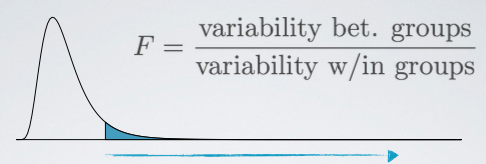 F = variability bet. groups
variability w/in groups